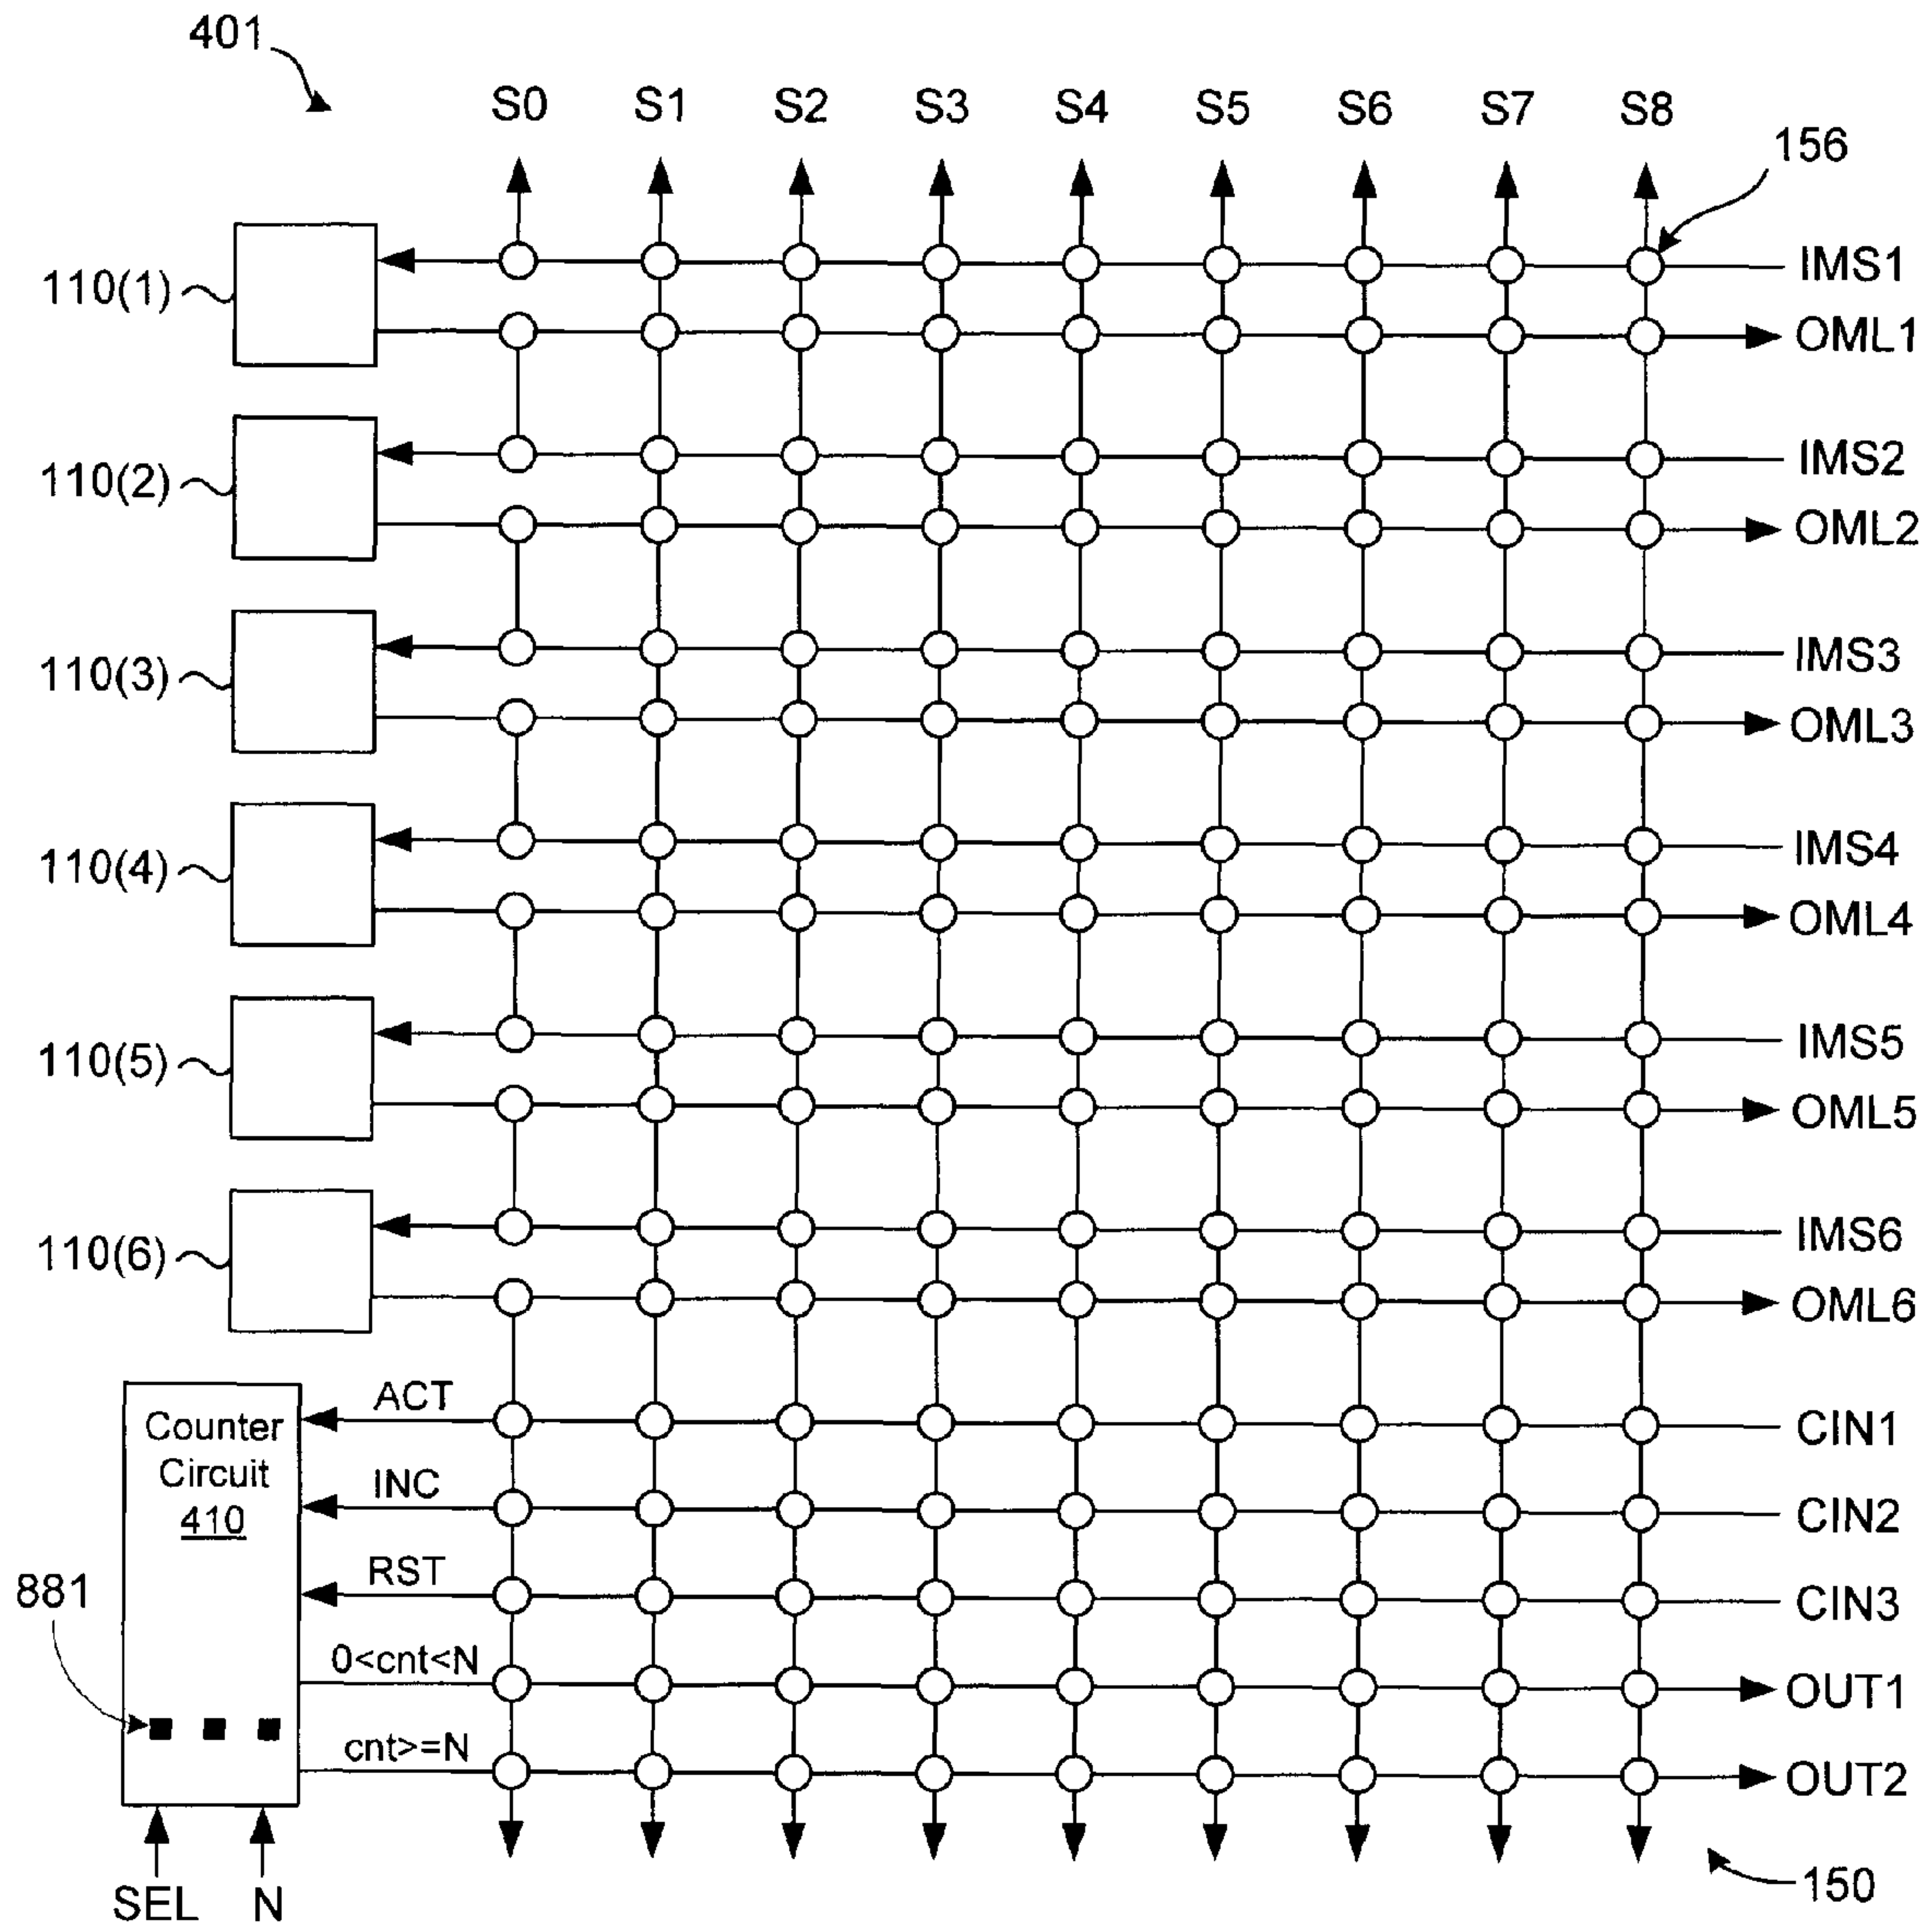 401
S0 S1 S2 S3 S4 S5 S6 S7 S8
156
110(1)
IMS1
OML1
110(2)
IMS2
OML2
110(3)
IMS3
OML3
110(4)
IMS4
OML4
110(5)
IMS5
OML5
110(6)
IMS6
OML6
Counter
Circuit
410
ACT
CIN1
INC
CIN2
RST
CIN3
881
0<cnt<N
OUT1
cnt>=N
OUT2
SEL N
150